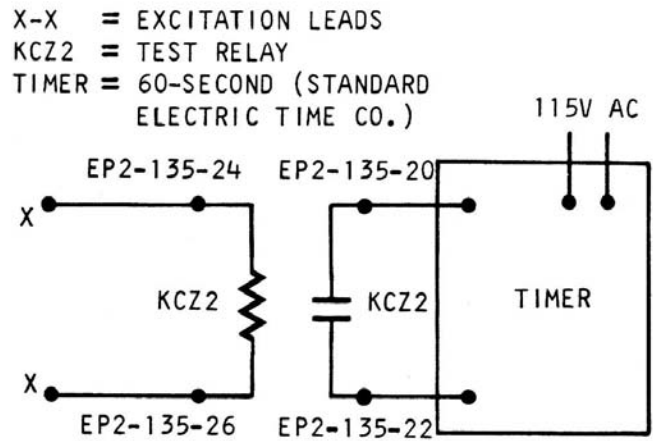 X-X = EXCITATION LEADS
KCZ2 = TEST RELAY
TIMER = 60-SECOND (STANDARD
ELECTRIC TIME CO.)
115V AC
EP2-135-24 EP2-135-20
X
KCZ2 KCZ2 TIMER
X
EP2-135-26 EP2-135-22